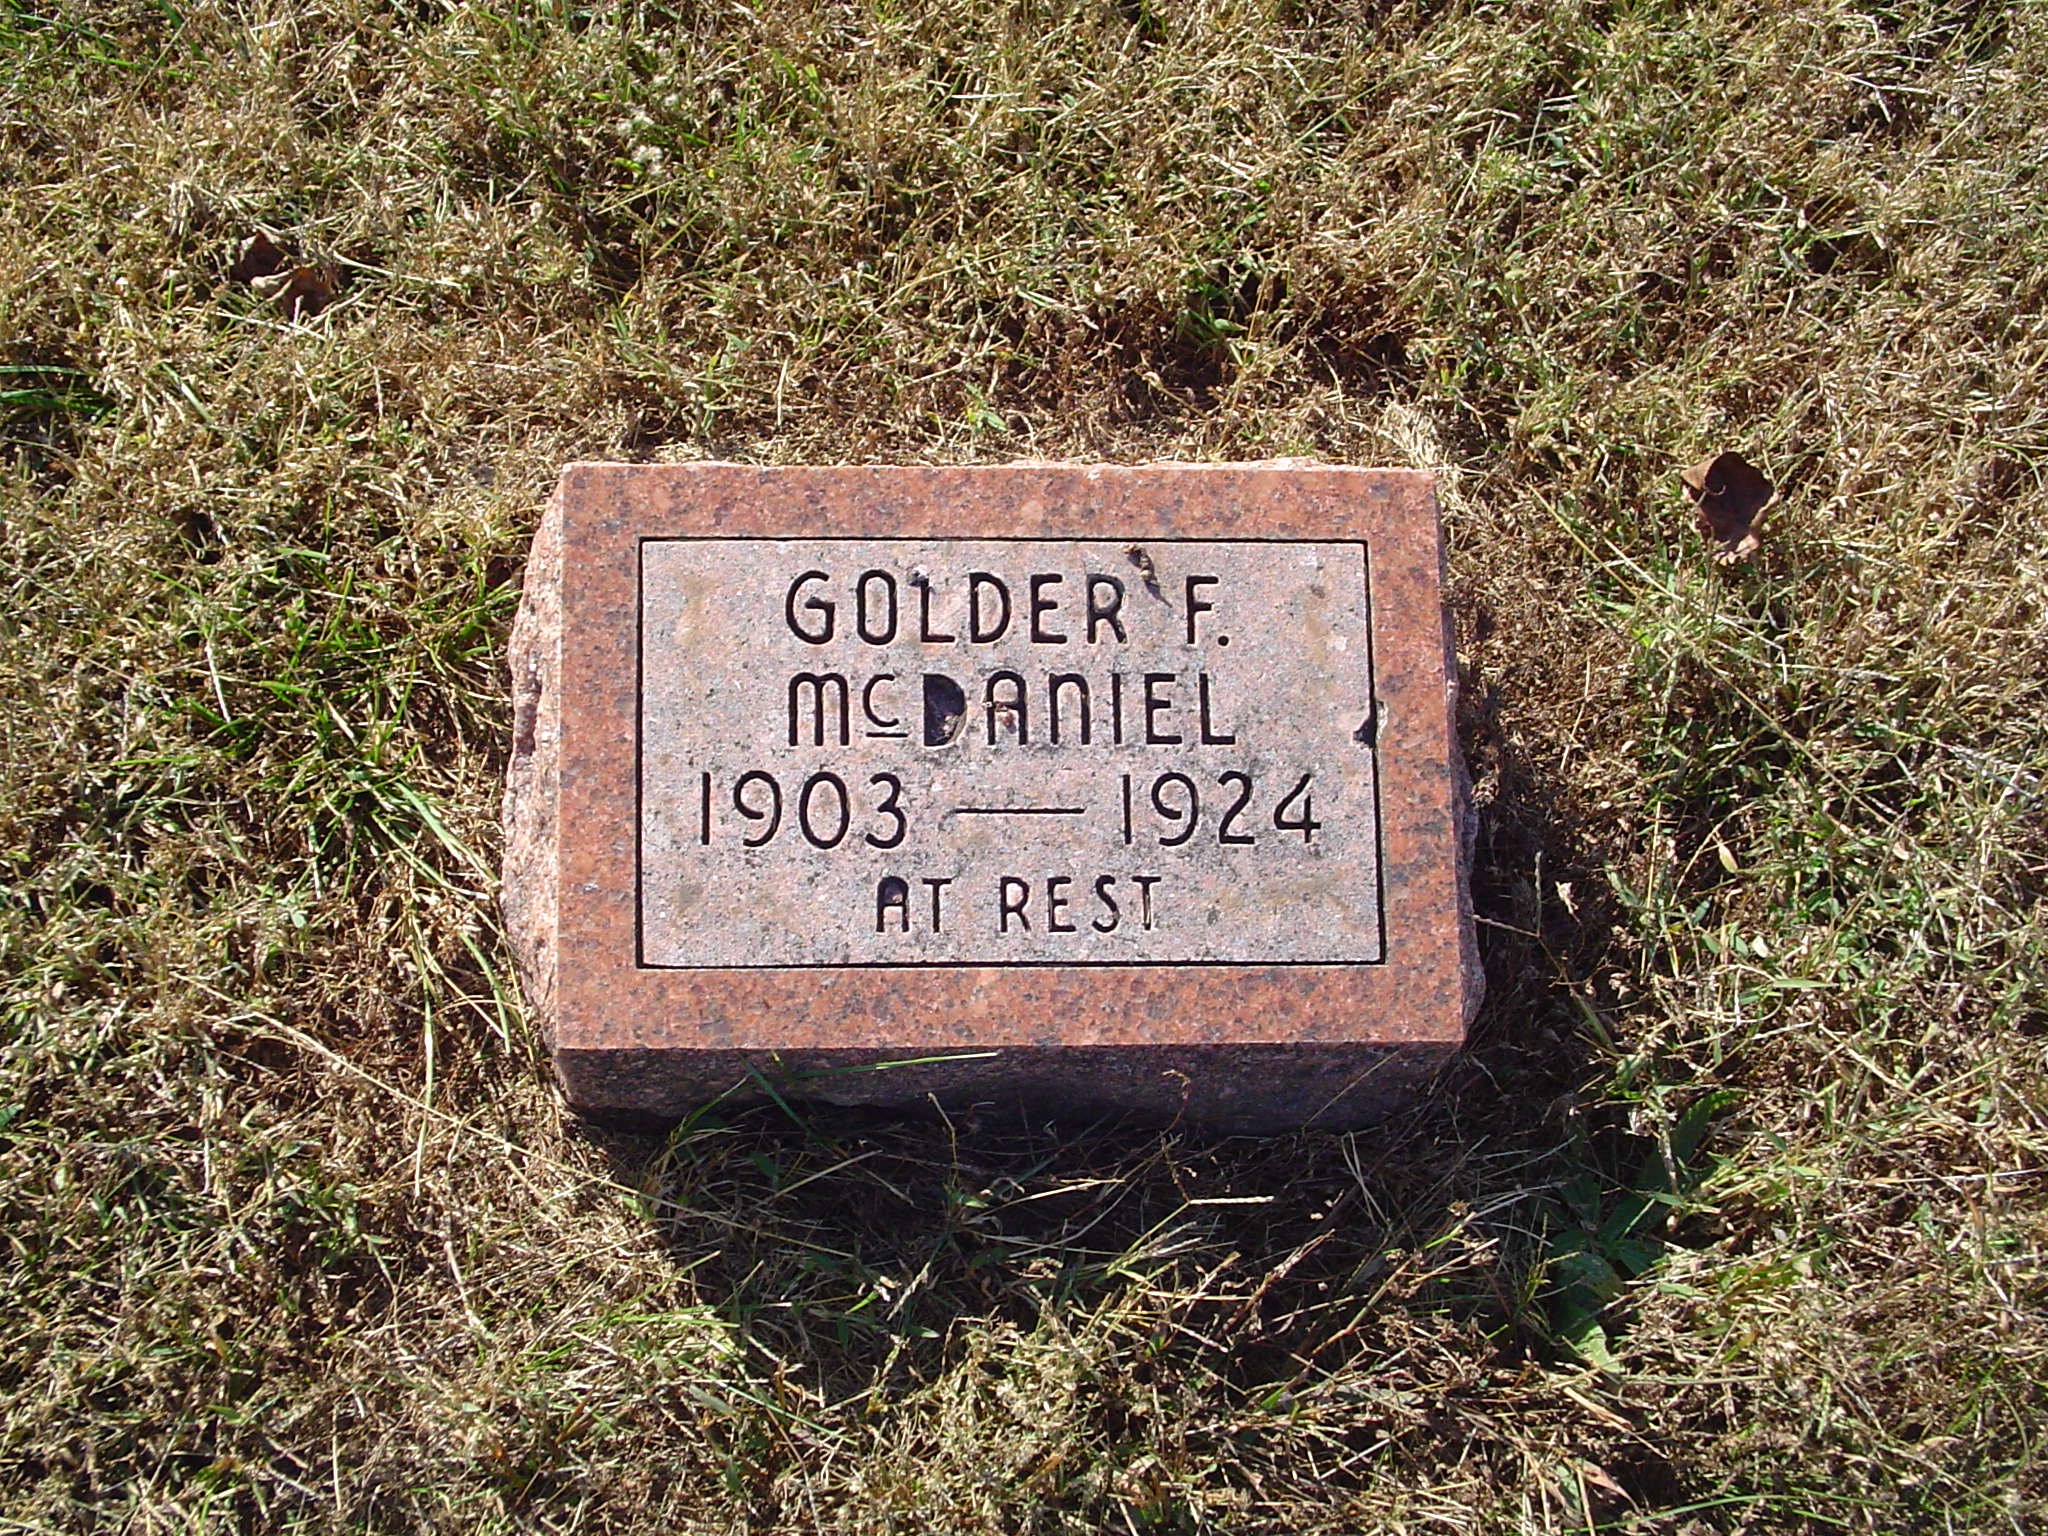 GOLDER F.
McDANIEL
1903 — 1924
AT REST